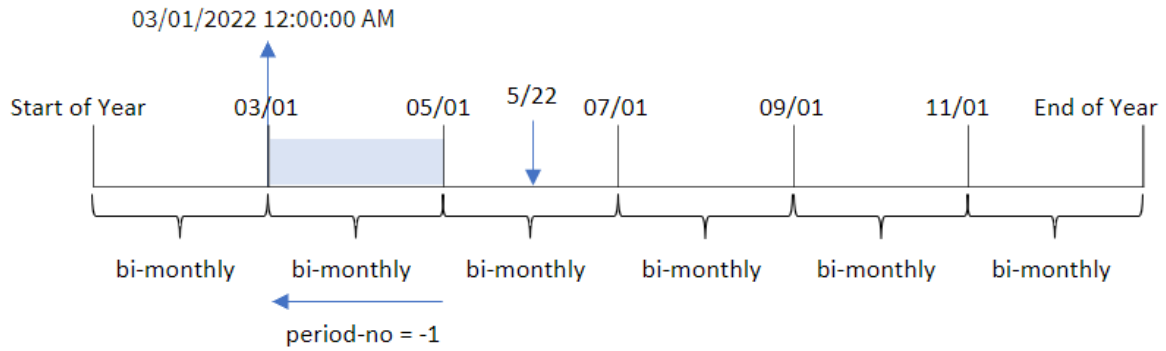 03/01/2022 12:00:00 AM
Start of Year 03/01 05/01 5/22 07/01 09/01 11/01 End of Year
bi-monthly bi-monthly bi-monthly bi-monthly bi-monthly bi-monthly
period-no = -1